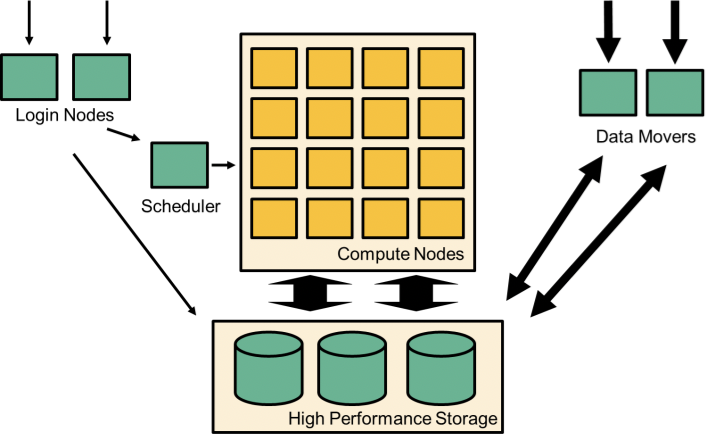 Login Nodes
Data Movers
Scheduler
Compute Nodes
High Performance Storage